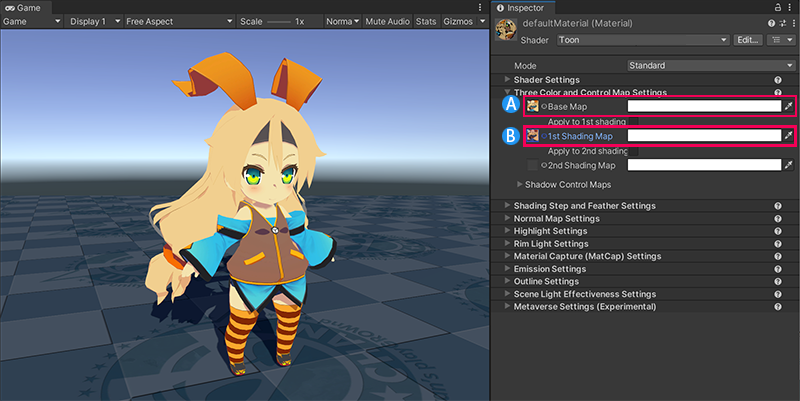 Game
Inspector
Game Display 1 Free Aspect Scale 1x Norma Mute Audio Stats Gizmos
defaultMaterial (Material)
Shader Toon Edit...
Mode Standard
Shader Settings
Three Color and Control Map Settings
A Base Map
Apply to 1st shading
B 1st Shading Map
Apply to 2nd shading
2nd Shading Map
Shadow Control Maps
Shading Step and Feather Settings
Normal Map Settings
Highlight Settings
Rim Light Settings
Material Capture (MatCap) Settings
Emission Settings
Outline Settings
Scene Light Effectiveness Settings
Metaverse Settings (Experimental)